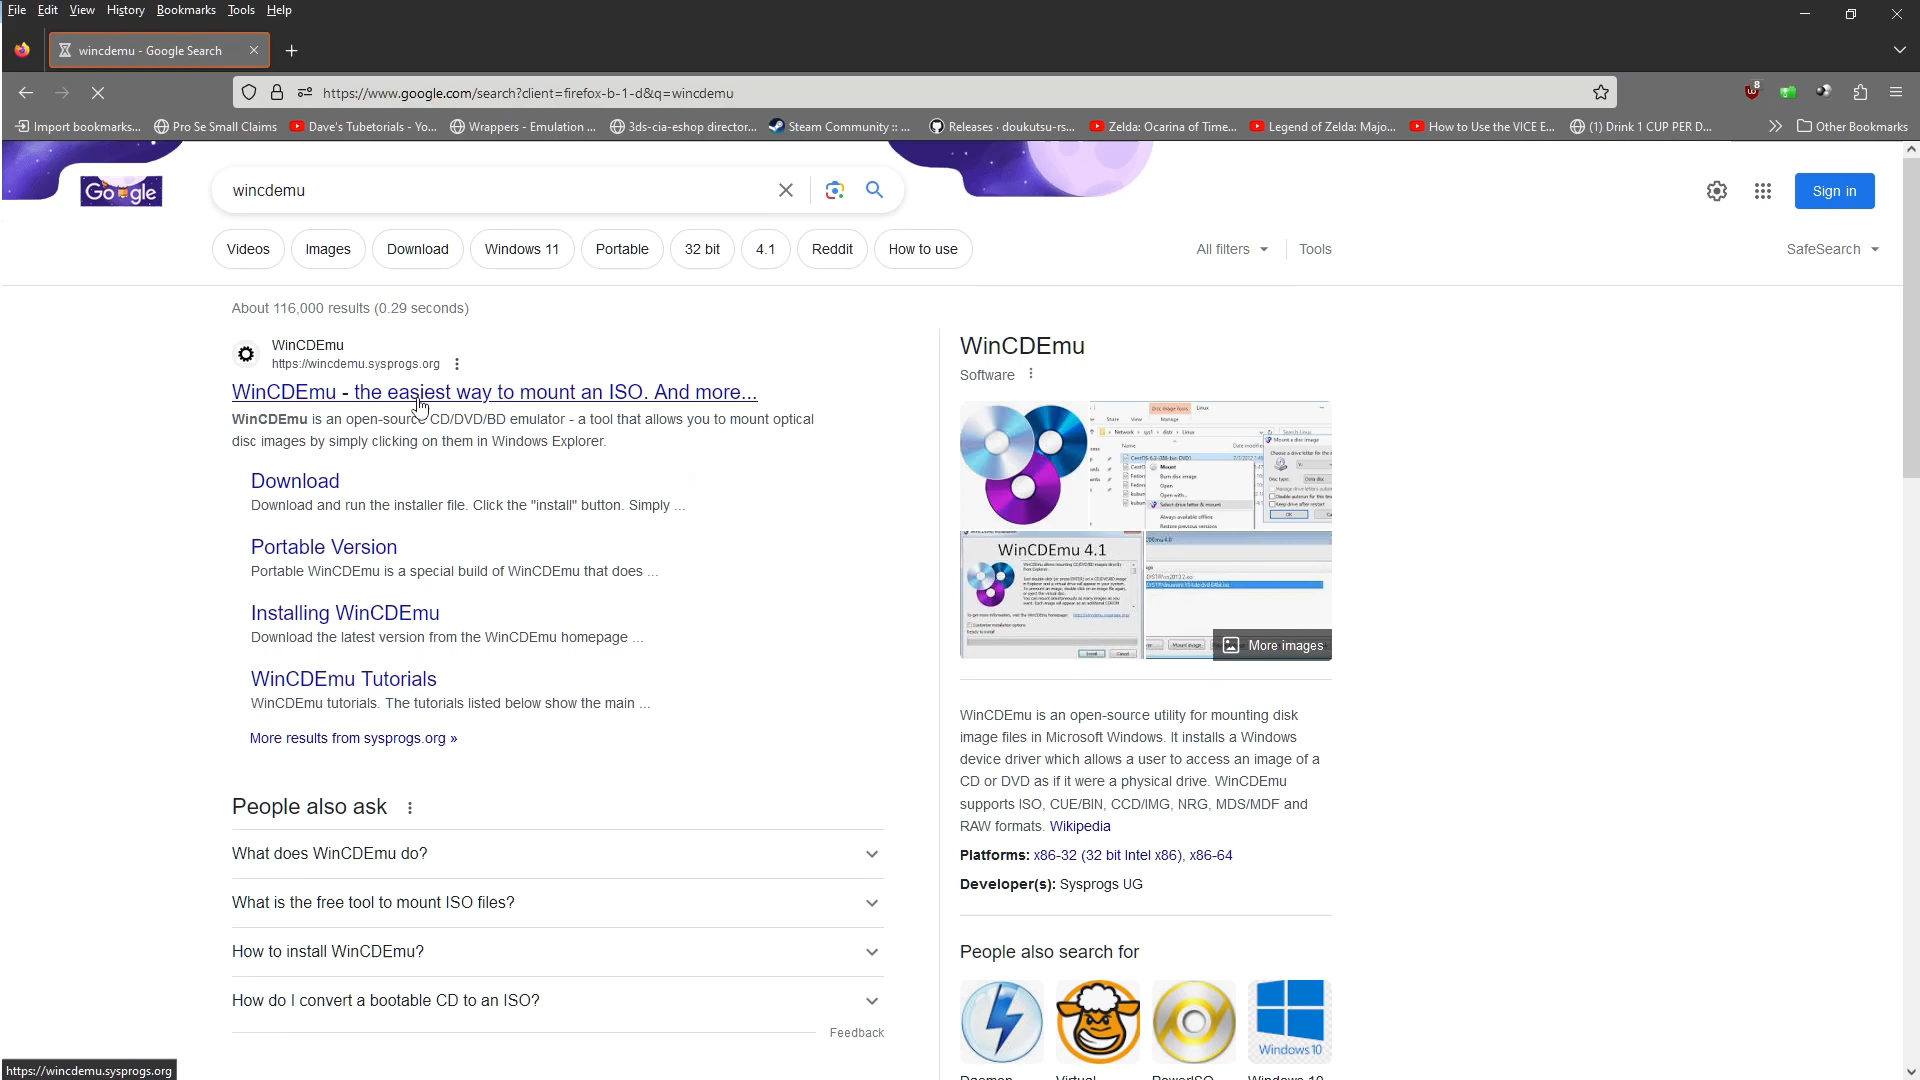 File Edit View History Bookmarks Tools Help
wincdemu - Google Search
https://www.google.com/search?client=firefox-b-1-d&q=wincdemu
8
Import bookmarks... Pro Se Small Claims Dave's Tubetorials - Yo... Wrappers - Emulation ... 3ds-cia-eshop director... Steam Community :: ... Releases · doukutsu-rs... Zelda: Ocarina of Time... Legend of Zelda: Majo... How to Use the VICE E... (1) Drink 1 CUP PER D... Other Bookmarks
Google
wincdemu
Sign in
Videos Images Download Windows 11 Portable 32 bit 4.1 Reddit How to use All filters Tools SafeSearch
About 116,000 results (0.29 seconds)
WinCDEmu
https://wincdemu.sysprogs.org
WinCDEmu - the easiest way to mount an ISO. And more...
WinCDEmu is an open-source CD/DVD/BD emulator - a tool that allows you to mount optical
disc images by simply clicking on them in Windows Explorer.
Download
Download and run the installer file. Click the "install" button. Simply ...
Portable Version
Portable WinCDEmu is a special build of WinCDEmu that does ...
Installing WinCDEmu
Download the latest version from the WinCDEmu homepage ...
WinCDEmu Tutorials
WinCDEmu tutorials. The tutorials listed below show the main ...
More results from sysprogs.org »
People also ask
What does WinCDEmu do?
What is the free tool to mount ISO files?
How to install WinCDEmu?
How do I convert a bootable CD to an ISO?
Feedback
WinCDEmu
Software
WinCDEmu 4.1
More images
WinCDEmu is an open-source utility for mounting disk
image files in Microsoft Windows. It installs a Windows
device driver which allows a user to access an image of a
CD or DVD as if it were a physical drive. WinCDEmu
supports ISO, CUE/BIN, CCD/IMG, NRG, MDS/MDF and
RAW formats. Wikipedia
Platforms: x86-32 (32 bit Intel x86), x86-64
Developer(s): Sysprogs UG
People also search for
Windows 10
Daemon Virtual PowerISO Windows 10
https://wincdemu.sysprogs.org